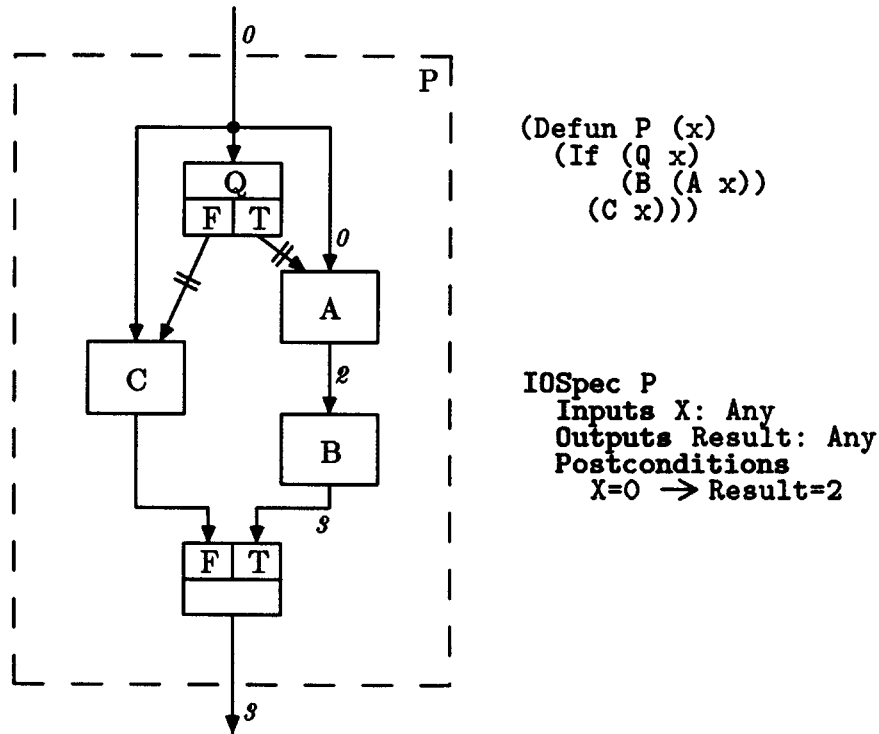 0
P
Q
F T
0
A
C
2
B
3
F T
3
(Defun P (x)
(If (Q x)
(B (A x))
(C x)))
IOSpec P
Inputs X: Any
Outputs Result: Any
Postconditions
X=0 → Result=2